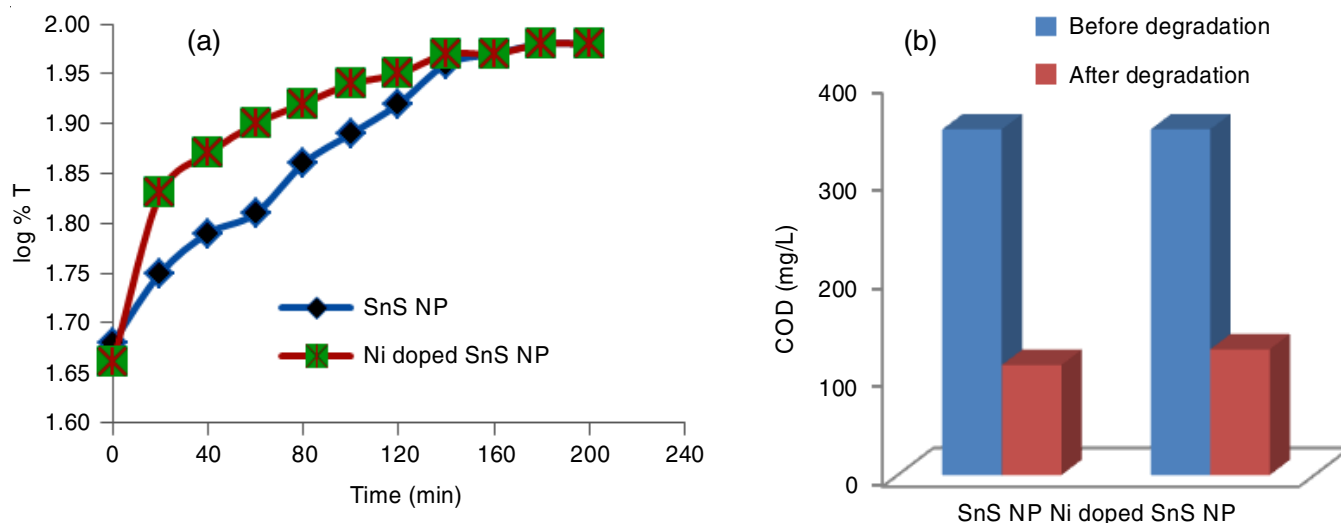 (a)
log % T
2.00
1.95
1.90
1.85
1.80
1.75
1.70
1.65
1.60
SnS NP
Ni doped SnS NP
0 40 80 120 160 200 240
Time (min)
(b)
Before degradation
After degradation
COD (mg/L)
400
300
200
100
0
SnS NP Ni doped SnS NP